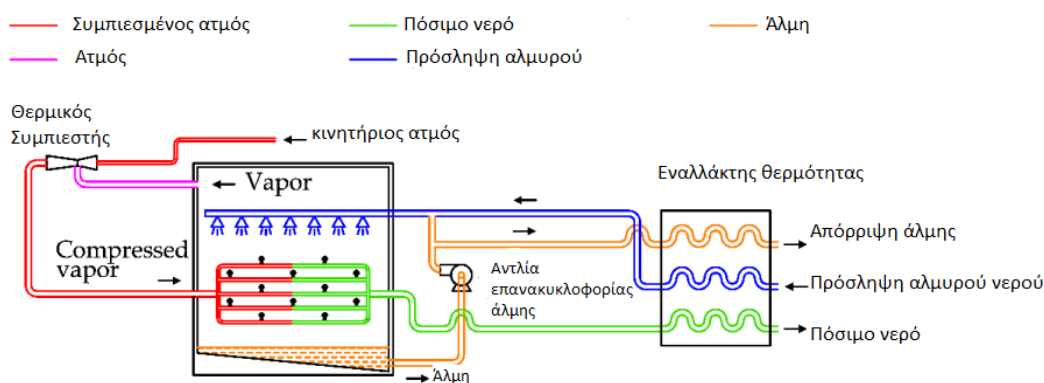 Συμπιεσμένος ατμός
Πόσιμο νερό
Άλμη
Ατμός
Πρόσληψη αλμυρού
Θερμικός
Συμπιεστής
κινητήριος ατμός
Vapor
Εναλλάκτης θερμότητας
Compressed
vapor
Αντλία
επανακυκλοφορίας
άλμης
Απόρριψη άλμης
Πρόσληψη αλμυρού νερού
Πόσιμο νερό
Άλμη